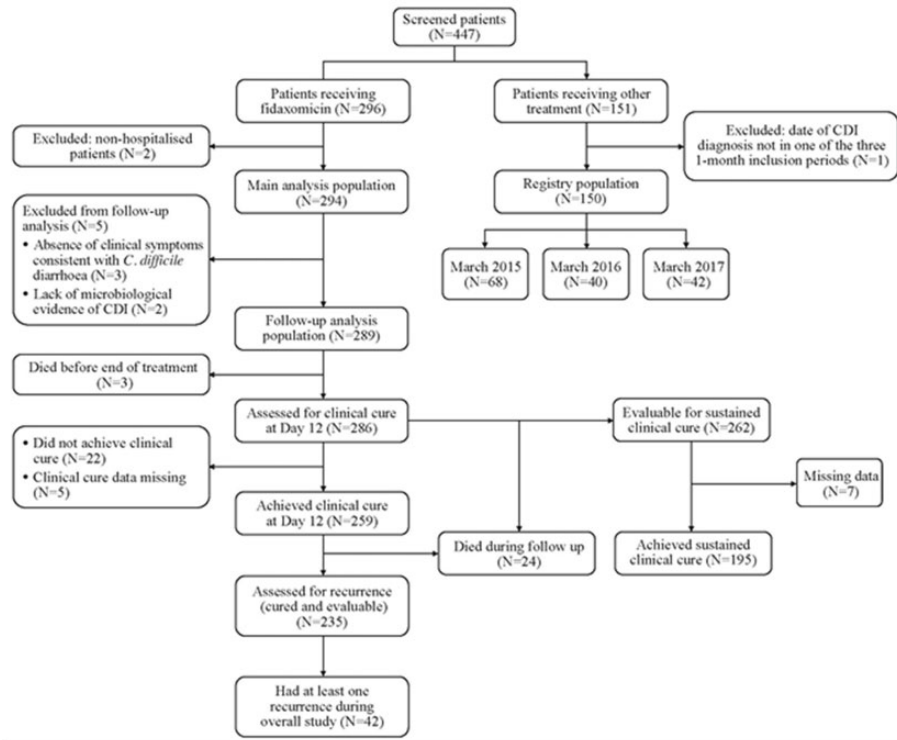 Screened patients
(N=447)
Patients receiving
fidaxomicin (N=296)
Patients receiving other
treatment (N=151)
Excluded: non-hospitalised
patients (N=2)
Excluded: date of CDI
diagnosis not in one of the three
1-month inclusion periods (N=1)
Main analysis population
(N=294)
Registry population
(N=150)
Excluded from follow-up
analysis (N=5)
• Absence of clinical symptoms
consistent with C. difficile
diarrhoea (N=3)
• Lack of microbiological
evidence of CDI (N=2)
March 2015
(N=68)
March 2016
(N=40)
March 2017
(N=42)
Follow-up analysis
population (N=289)
Died before end of treatment
(N=3)
Assessed for clinical cure
at Day 12 (N=286)
Evaluable for sustained
clinical cure (N=262)
• Did not achieve clinical
cure (N=22)
• Clinical cure data missing
(N=5)
Missing data
(N=7)
Achieved clinical cure
at Day 12 (N=259)
Died during follow up
(N=24)
Achieved sustained
clinical cure (N=195)
Assessed for recurrence
(cured and evaluable)
(N=235)
Had at least one
recurrence during
overall study (N=42)